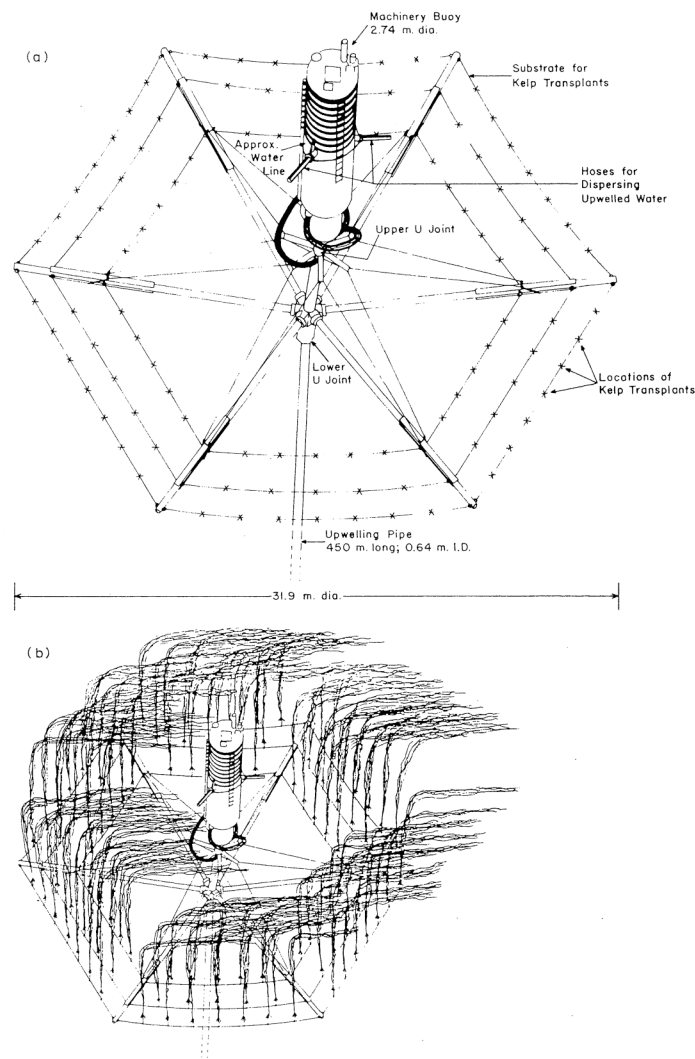 (a)
Machinery Buoy
2.74 m. dia.
Substrate for
Kelp Transplants
Approx.
Water
Line
Hoses for
Dispersing
Upwelled Water
Upper U Joint
Lower
U Joint
Locations of
Kelp Transplants
Upwelling Pipe
450 m. long; 0.64 m. I.D.
31.9 m. dia.
(b)